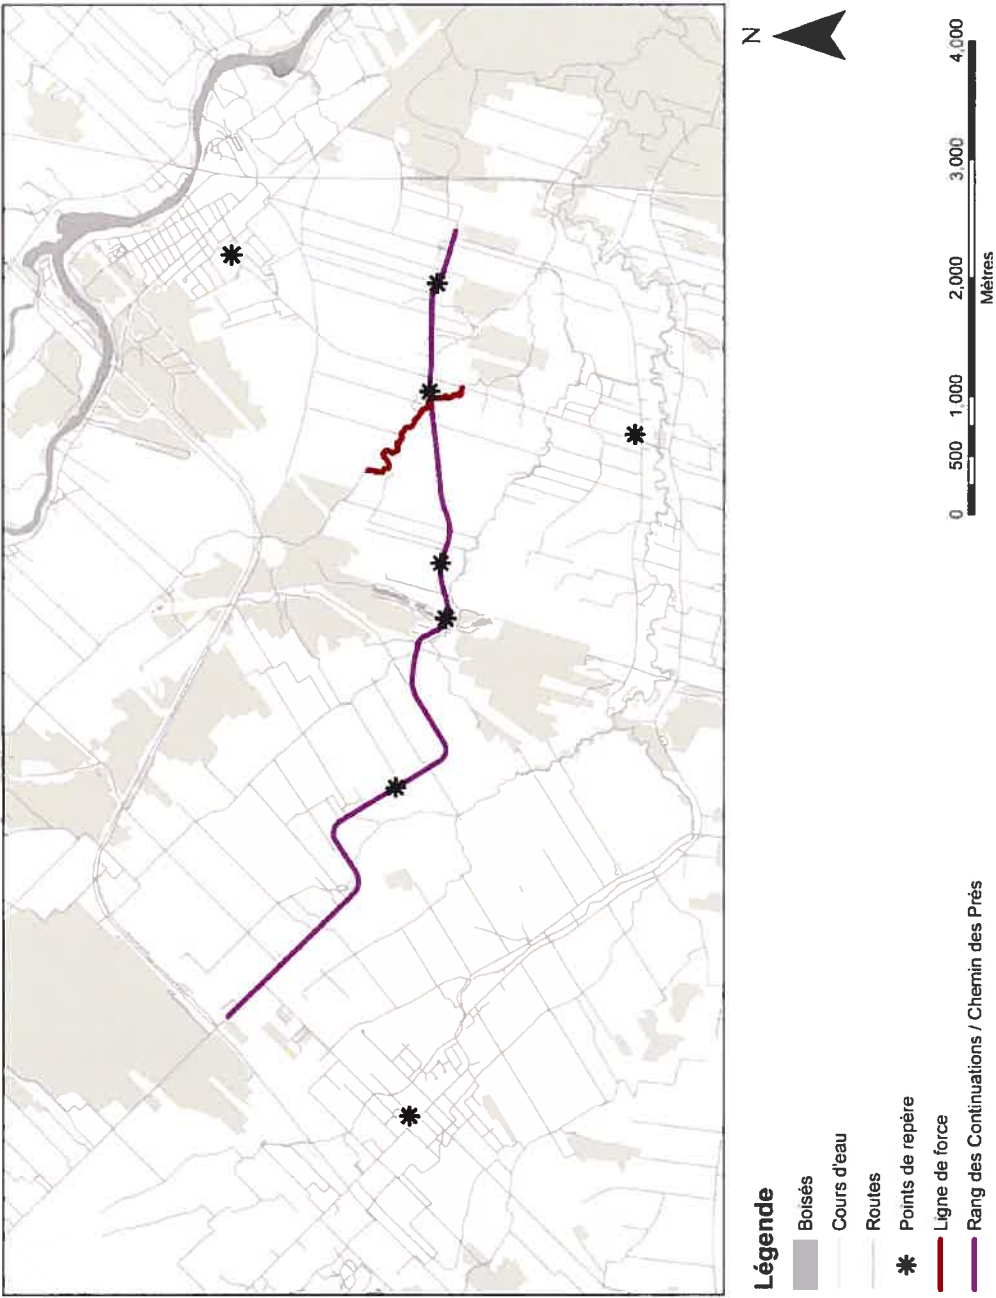 N
Légende
Boisés
Cours d'eau
Routes
Points de repère
Ligne de force
Rang des Continuations / Chemin des Prés
0 500 1,000 2,000 3,000 4,000
Mètres